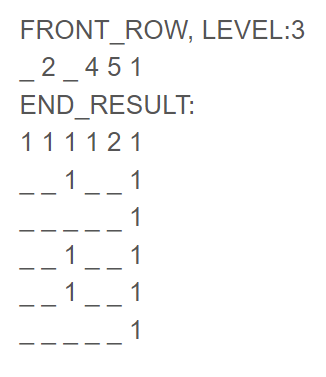 FRONT_ROW, LEVEL:3
_ 2 _ 4 5 1
END_RESULT:
1 1 1 1 2 1
_ _ 1 _ _ 1
_ _ _ _ _ 1
_ _ 1 _ _ 1
_ _ 1 _ _ 1
_ _ _ _ _ 1